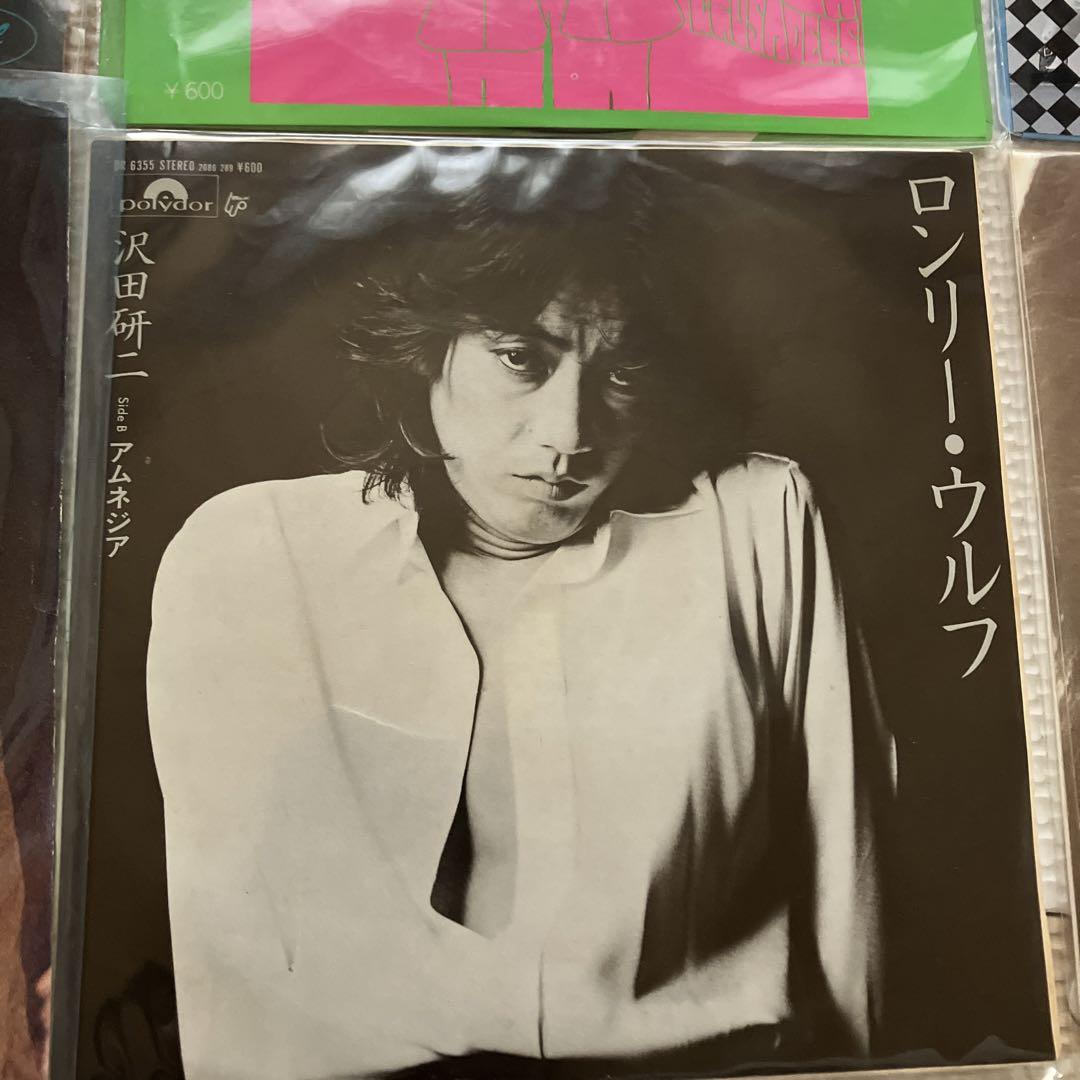 CRUSADERS
¥600
DR 6355 STEREO 2080 289 ¥600
polydor
沢田研二
Side B アムネジア
ロンリー・ウルフ